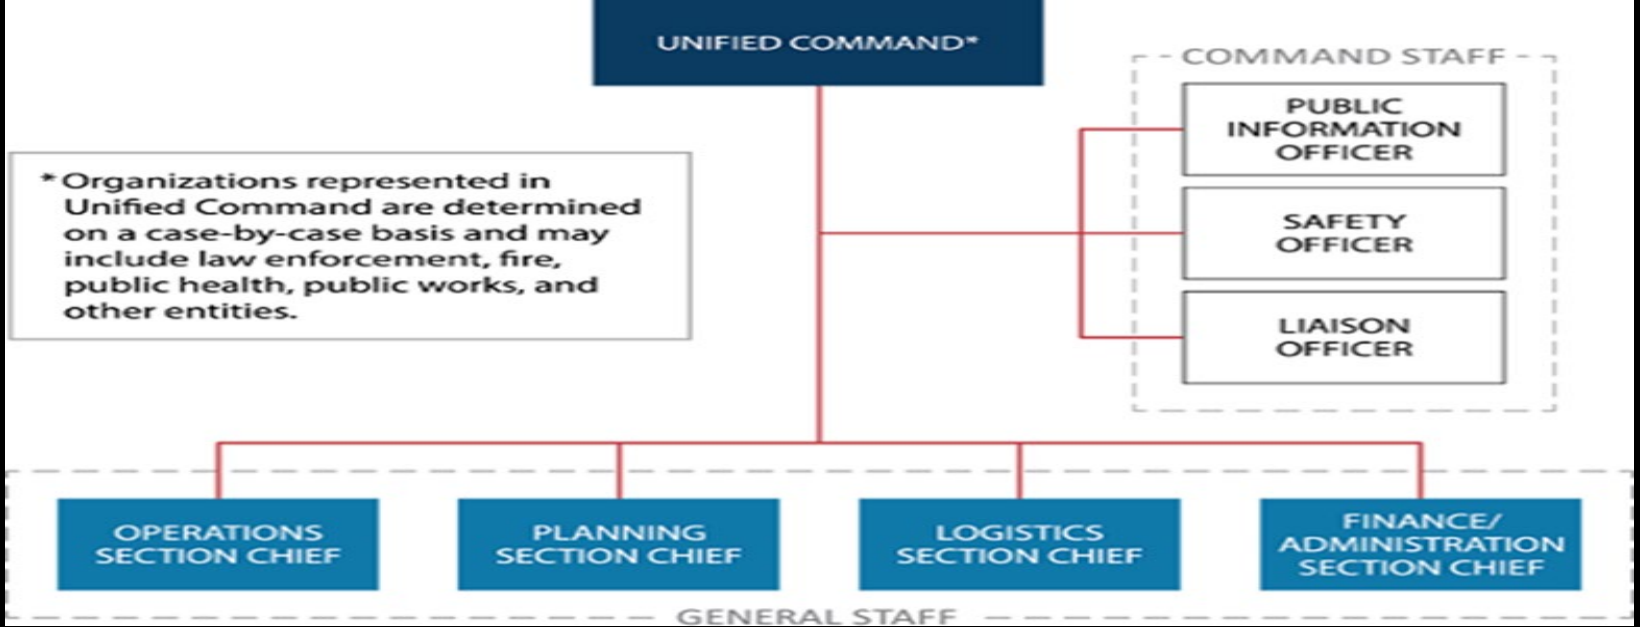 UNIFIED COMMAND*
COMMAND STAFF
PUBLIC
INFORMATION
OFFICER
SAFETY
OFFICER
LIAISON
OFFICER
* Organizations represented in
Unified Command are determined
on a case-by-case basis and may
include law enforcement, fire,
public health, public works, and
other entities.
OPERATIONS
SECTION CHIEF
PLANNING
SECTION CHIEF
LOGISTICS
SECTION CHIEF
FINANCE/
ADMINISTRATION
SECTION CHIEF
GENERAL STAFF